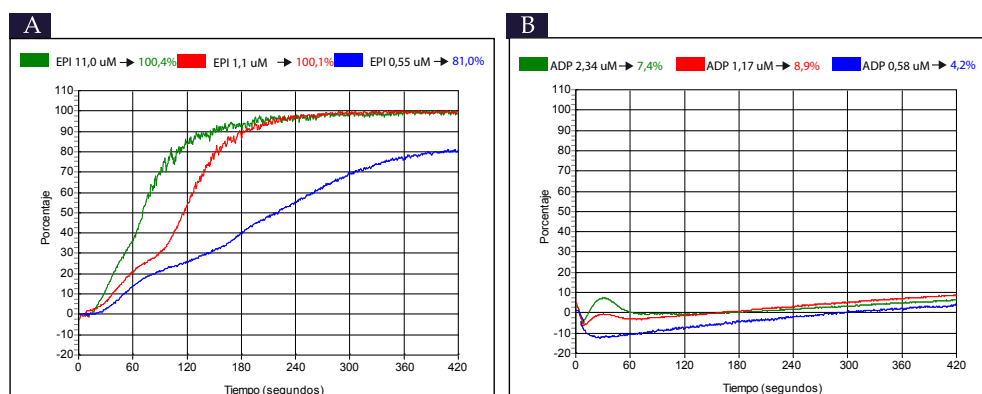 A
EPI 11,0 uM → 100,4% EPI 1,1 uM → 100,1% EPI 0,55 uM → 81,0%
Porcentaje
110
100
90
80
70
60
50
40
30
20
10
0
-10
-20
0 60 120 180 240 300 360 420
Tiempo (segundos)
B
ADP 2,34 uM → 7,4% ADP 1,17 uM → 8,9% ADP 0,58 uM → 4,2%
Porcentaje
110
100
90
80
70
60
50
40
30
20
10
0
-10
-20
0 60 120 180 240 300 360 420
Tiempo (segundos)